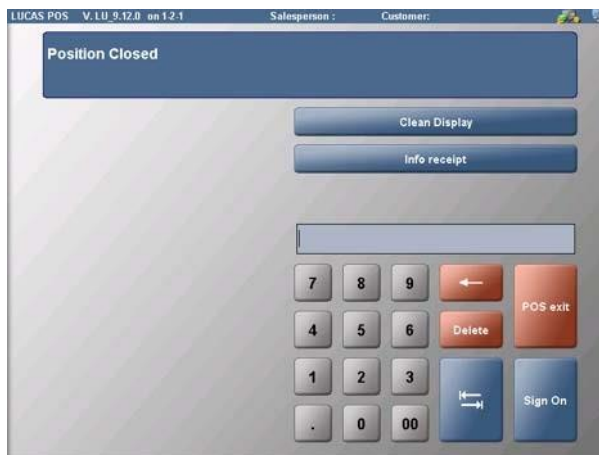 LUCAS POS V. LU_9.12.0 on 1-2-1 Salesperson : Customer:
Position Closed
Clean Display
Info receipt
7 8 9
POS exit
4 5 6 Delete
1 2 3
Sign On
. 0 00